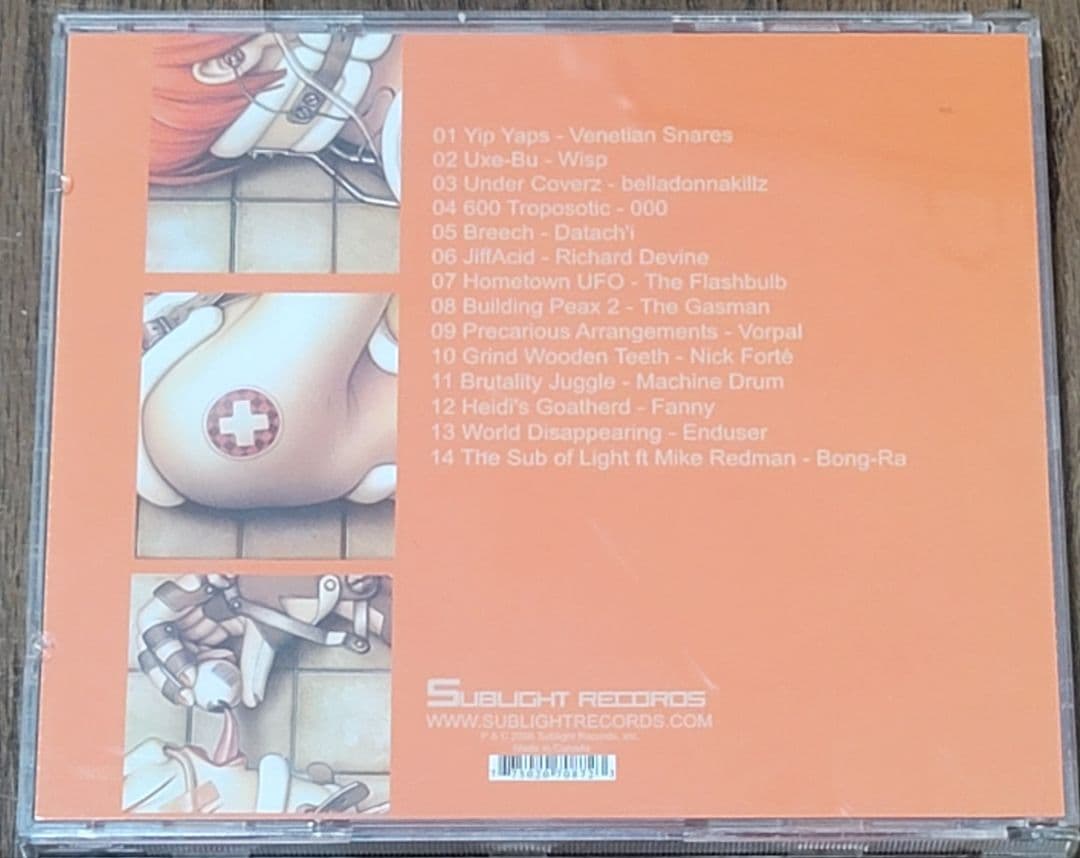 01 Yip Yaps - Venetian Snares
02 Uxe-Bu - Wisp
03 Under Coverz - belladonnakillz
04 600 Troposotic - 000
05 Breech - Datach'i
06 JiffAcid - Richard Devine
07 Hometown UFO - The Flashbulb
08 Building Peax 2 - The Gasman
09 Precarious Arrangements - Vorpal
10 Grind Wooden Teeth - Nick Forté
11 Brutality Juggle - Machine Drum
12 Heidi's Goatherd - Fanny
13 World Disappearing - Enduser
14 The Sub of Light ft Mike Redman - Bong-Ra
SUBLIGHT RECORDS
WWW.SUBLIGHTRECORDS.COM
P & © 2006 Sublight Records, Inc.
Made in Canada